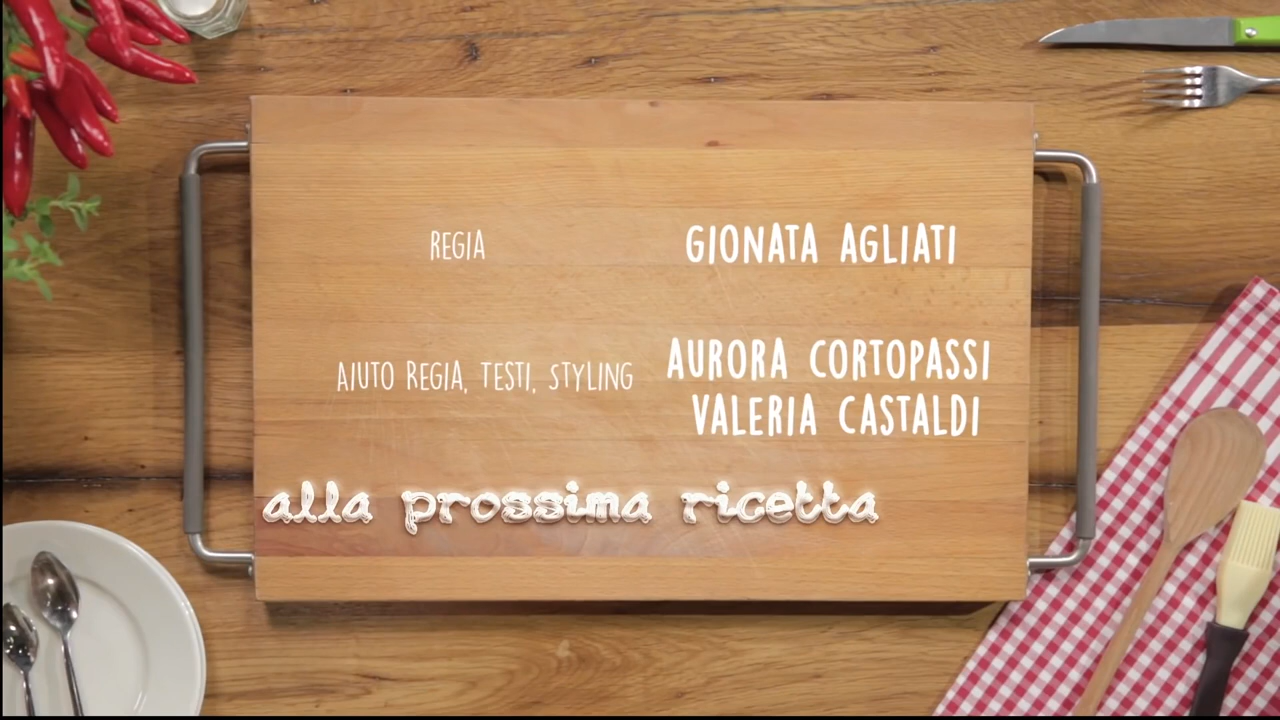 REGIA GIONATA AGLIATI
AIUTO REGIA, TESTI, STYLING AURORA CORTOPASSI
VALERIA CASTALDI
alla prossima ricetta